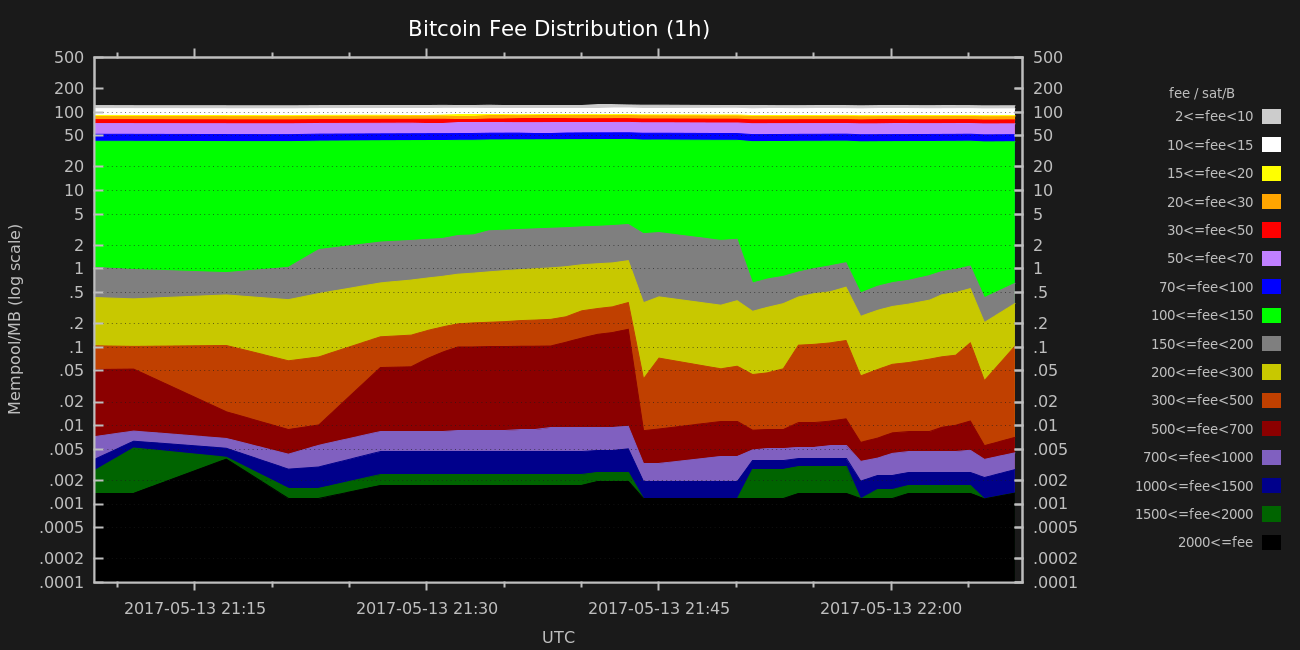 Bitcoin Fee Distribution (1h)
500
200
100
50
20
10
5
2
1
.5
.2
.1
.05
.02
.01
.005
.002
.001
.0005
.0002
.0001
Mempool/MB (log scale)
500
200
100
50
20
10
5
2
1
.5
.2
.1
.05
.02
.01
.005
.002
.001
.0005
.0002
.0001
2017-05-13 21:15 2017-05-13 21:30 2017-05-13 21:45 2017-05-13 22:00
UTC
fee / sat/B
2<=fee<10
10<=fee<15
15<=fee<20
20<=fee<30
30<=fee<50
50<=fee<70
70<=fee<100
100<=fee<150
150<=fee<200
200<=fee<300
300<=fee<500
500<=fee<700
700<=fee<1000
1000<=fee<1500
1500<=fee<2000
2000<=fee